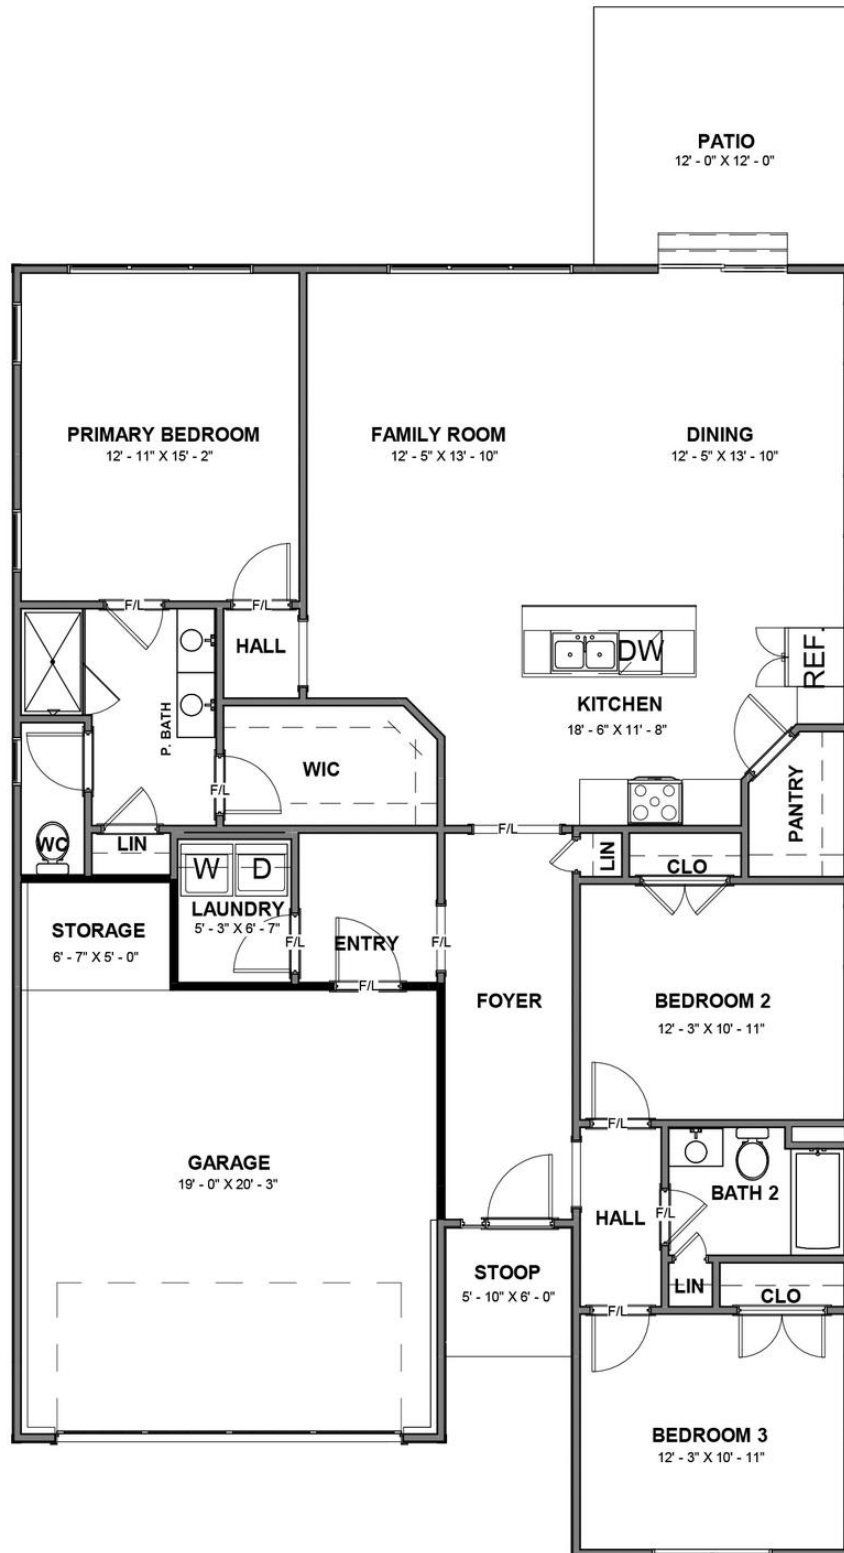 PATIO
12' - 0" X 12' - 0"
PRIMARY BEDROOM
12' - 11" X 15' - 2"
FAMILY ROOM
12' - 5" X 13' - 10"
DINING
12' - 5" X 13' - 10"
F/L
F/L
HALL
DW
REF.
KITCHEN
18' - 6" X 11' - 8"
P. BATH
WIC
F/L
PANTRY
F/L
WC
LIN
LIN
CLO
W
D
LAUNDRY
5' - 3" X 6' - 7"
STORAGE
6' - 7" X 5' - 0"
F/L
ENTRY
F/L
F/L
FOYER
BEDROOM 2
12' - 3" X 10' - 11"
F/L
GARAGE
19' - 0" X 20' - 3"
BATH 2
HALL
F/L
STOOP
5' - 10" X 6' - 0"
LIN
CLO
F/L
BEDROOM 3
12' - 3" X 10' - 11"